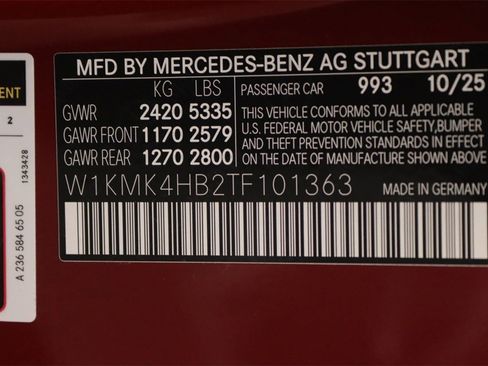 MFD BY MERCEDES-BENZ AG STUTTGART
KG LBS
GVWR 2420 5335
GAWR FRONT 1170 2579
GAWR REAR 1270 2800
PASSENGER CAR 993 10/25
THIS VEHICLE CONFORMS TO ALL APPLICABLE
U.S. FEDERAL MOTOR VEHICLE SAFETY,BUMPER
AND THEFT PREVENTION STANDARDS IN EFFECT
ON THE DATE OF MANUFACTURE SHOWN ABOVE
W1KMK4HB2TF101363 MADE IN GERMANY
2
1343428
A 236 584 65 05